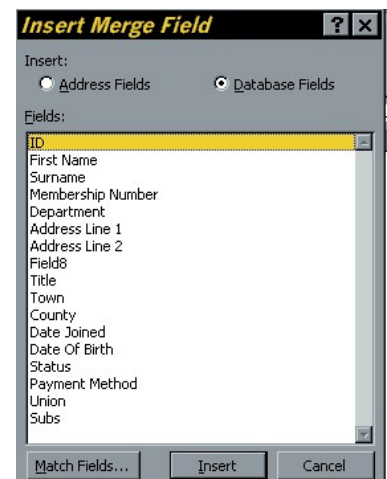 Insert Merge Field ? ×
Insert:
Address Fields Database Fields
Fields:
ID
First Name
Surname
Membership Number
Department
Address Line 1
Address Line 2
Field8
Title
Town
County
Date Joined
Date Of Birth
Status
Payment Method
Union
Subs
Match Fields... Insert Cancel